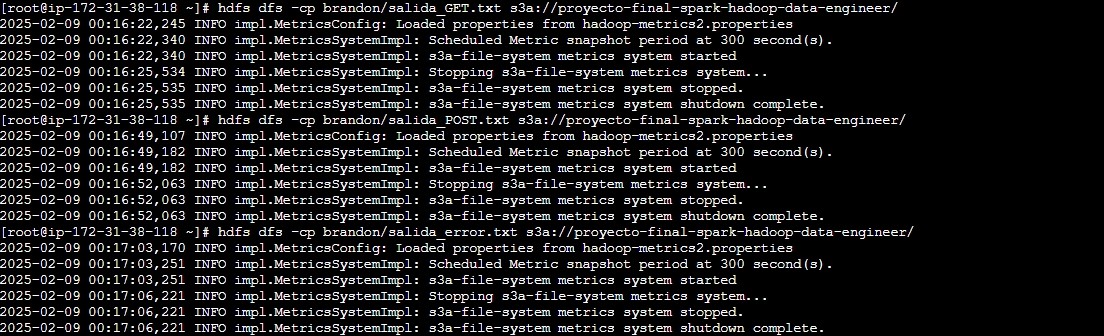 [root@ip-172-31-38-118 ~]# hdfs dfs -cp brandon/salida_GET.txt s3a://proyecto-final-spark-hadoop-data-engineer/
2025-02-09 00:16:22,245 INFO impl.MetricsConfig: Loaded properties from hadoop-metrics2.properties
2025-02-09 00:16:22,340 INFO impl.MetricsSystemImpl: Scheduled Metric snapshot period at 300 second(s).
2025-02-09 00:16:22,340 INFO impl.MetricsSystemImpl: s3a-file-system metrics system started
2025-02-09 00:16:25,534 INFO impl.MetricsSystemImpl: Stopping s3a-file-system metrics system...
2025-02-09 00:16:25,535 INFO impl.MetricsSystemImpl: s3a-file-system metrics system stopped.
2025-02-09 00:16:25,535 INFO impl.MetricsSystemImpl: s3a-file-system metrics system shutdown complete.
[root@ip-172-31-38-118 ~]# hdfs dfs -cp brandon/salida_POST.txt s3a://proyecto-final-spark-hadoop-data-engineer/
2025-02-09 00:16:49,107 INFO impl.MetricsConfig: Loaded properties from hadoop-metrics2.properties
2025-02-09 00:16:49,182 INFO impl.MetricsSystemImpl: Scheduled Metric snapshot period at 300 second(s).
2025-02-09 00:16:49,182 INFO impl.MetricsSystemImpl: s3a-file-system metrics system started
2025-02-09 00:16:52,063 INFO impl.MetricsSystemImpl: Stopping s3a-file-system metrics system...
2025-02-09 00:16:52,063 INFO impl.MetricsSystemImpl: s3a-file-system metrics system stopped.
2025-02-09 00:16:52,063 INFO impl.MetricsSystemImpl: s3a-file-system metrics system shutdown complete.
[root@ip-172-31-38-118 ~]# hdfs dfs -cp brandon/salida_error.txt s3a://proyecto-final-spark-hadoop-data-engineer/
2025-02-09 00:17:03,170 INFO impl.MetricsConfig: Loaded properties from hadoop-metrics2.properties
2025-02-09 00:17:03,251 INFO impl.MetricsSystemImpl: Scheduled Metric snapshot period at 300 second(s).
2025-02-09 00:17:03,251 INFO impl.MetricsSystemImpl: s3a-file-system metrics system started
2025-02-09 00:17:06,221 INFO impl.MetricsSystemImpl: Stopping s3a-file-system metrics system...
2025-02-09 00:17:06,221 INFO impl.MetricsSystemImpl: s3a-file-system metrics system stopped.
2025-02-09 00:17:06,221 INFO impl.MetricsSystemImpl: s3a-file-system metrics system shutdown complete.